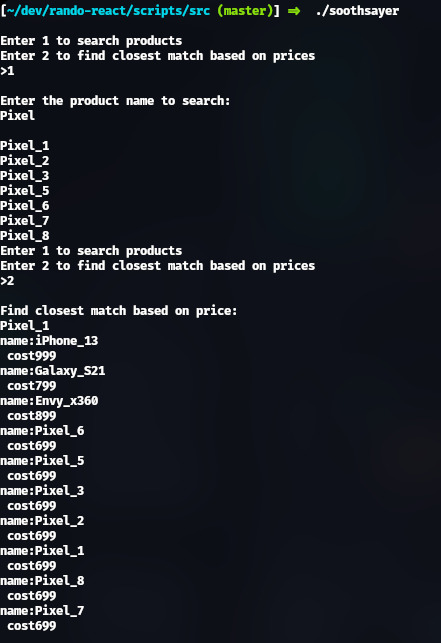 [~/dev/rando-react/scripts/src (master)] => ./soothsayer
Enter 1 to search products
Enter 2 to find closest match based on prices
>1
Enter the product name to search:
Pixel
Pixel_1
Pixel_2
Pixel_3
Pixel_5
Pixel_6
Pixel_7
Pixel_8
Enter 1 to search products
Enter 2 to find closest match based on prices
>2
Find closest match based on price:
Pixel_1
name:iPhone_13
 cost999
name:Galaxy_S21
 cost799
name:Envy_x360
 cost899
name:Pixel_6
 cost699
name:Pixel_5
 cost699
name:Pixel_3
 cost699
name:Pixel_2
 cost699
name:Pixel_1
 cost699
name:Pixel_8
 cost699
name:Pixel_7
 cost699